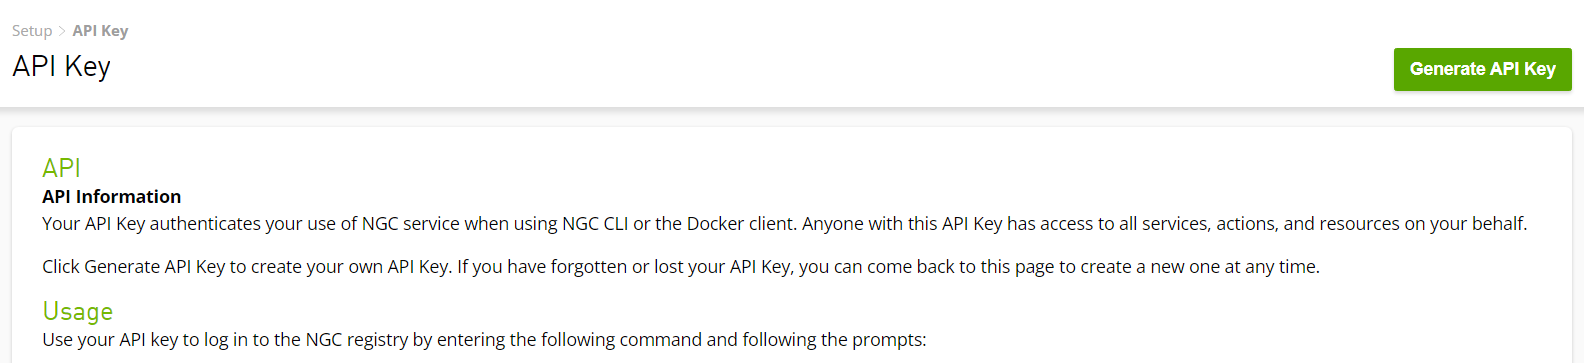 Setup > API Key
API Key
Generate API Key
API
API Information
Your API Key authenticates your use of NGC service when using NGC CLI or the Docker client. Anyone with this API Key has access to all services, actions, and resources on your behalf.
Click Generate API Key to create your own API Key. If you have forgotten or lost your API Key, you can come back to this page to create a new one at any time.
Usage
Use your API key to log in to the NGC registry by entering the following command and following the prompts: